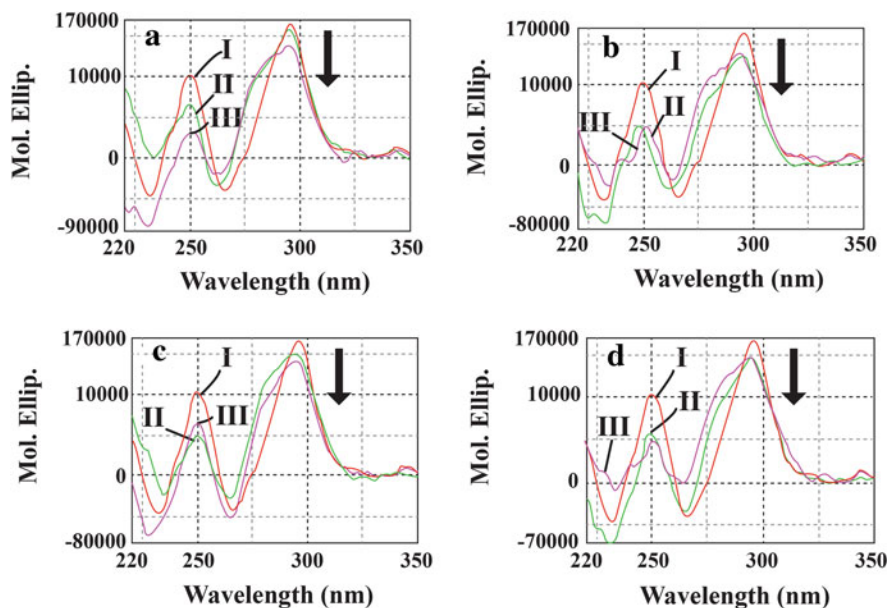 a
170000
10000
0
-90000
220 250 300 350
Wavelength (nm)
Mol. Ellip.
I
II
III
b
170000
10000
0
-80000
220 250 300 350
Wavelength (nm)
Mol. Ellip.
I
II
III
c
170000
10000
0
-80000
220 250 300 350
Wavelength (nm)
Mol. Ellip.
I
II
III
d
170000
10000
0
-70000
220 250 300 350
Wavelength (nm)
Mol. Ellip.
I
II
III